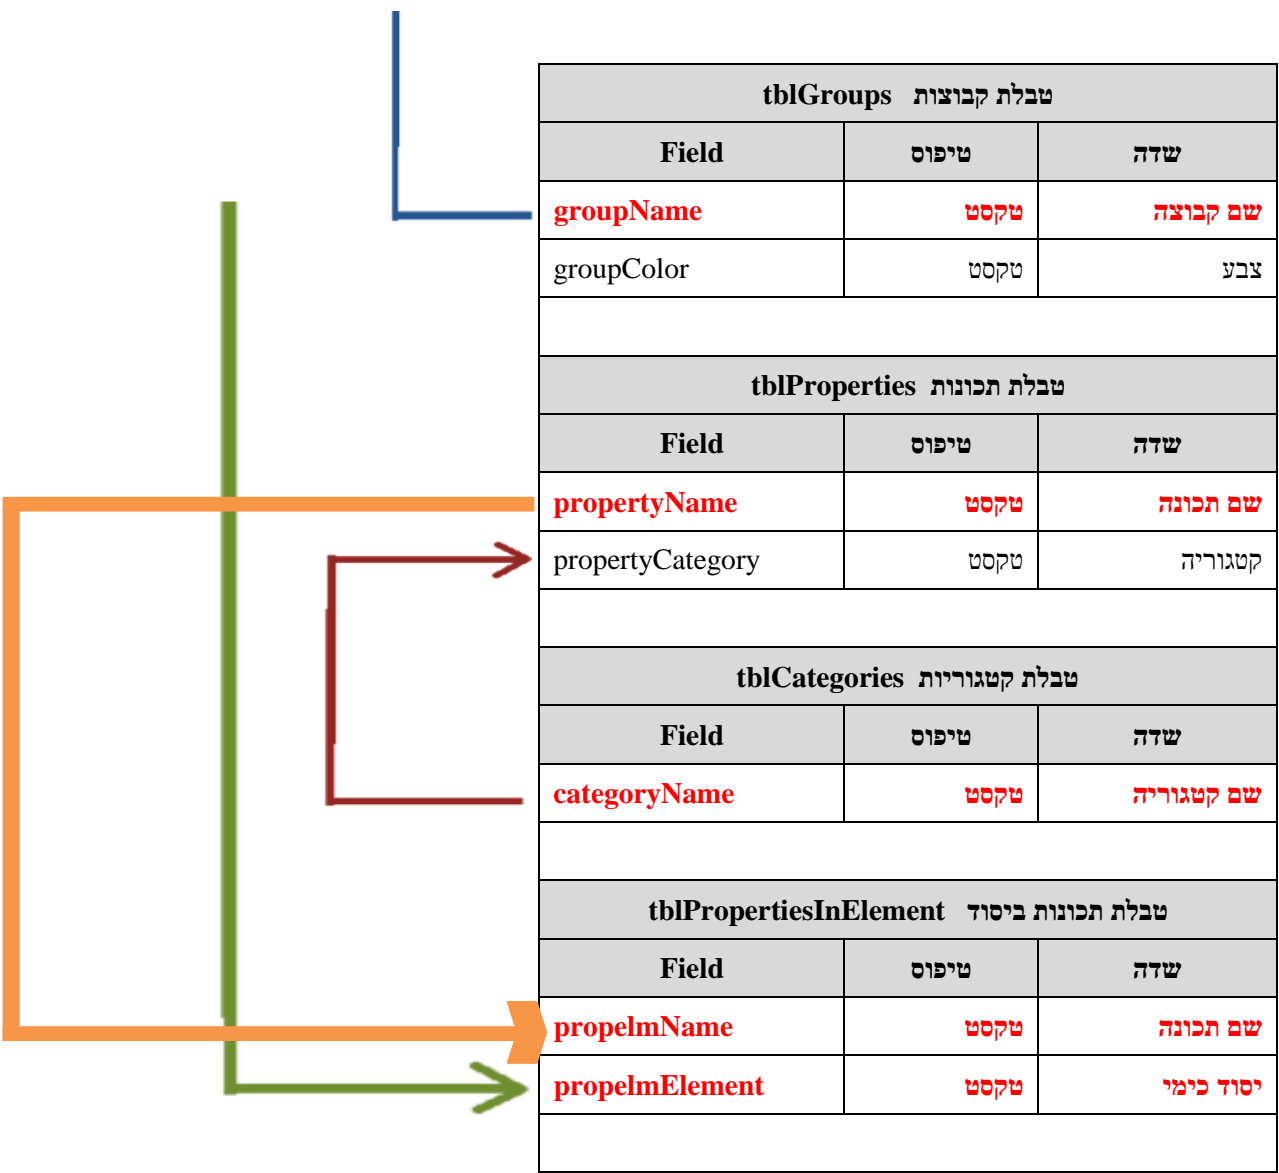 טבלת קבוצות tblGroups
שדה טיפוס Field
שם קבוצה טקסט groupName
צבע טקסט groupColor
טבלת תכונות tblProperties
שדה טיפוס Field
שם תכונה טקסט propertyName
קטגוריה טקסט propertyCategory
טבלת קטגוריות tblCategories
שדה טיפוס Field
שם קטגוריה טקסט categoryName
טבלת תכונות ביסוד tblPropertiesInElement
שדה טיפוס Field
שם תכונה טקסט propelmName
יסוד כימי טקסט propelmElement